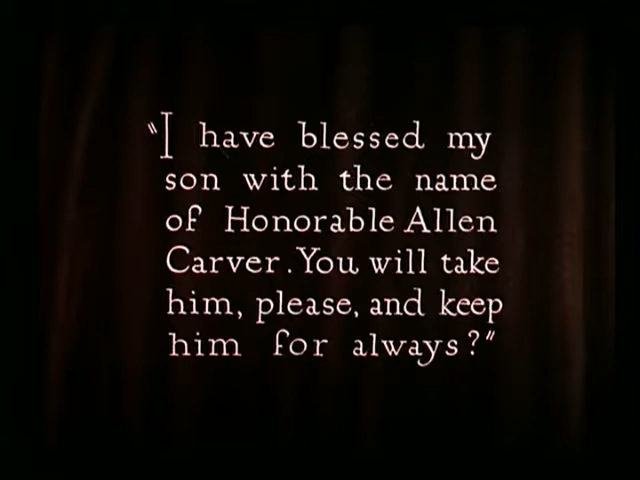 "I have blessed my
son with the name
of Honorable Allen
Carver. You will take
him, please, and keep
him for always?"